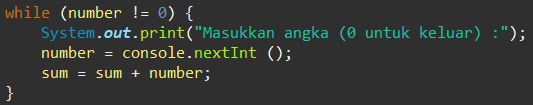 while (number != 0) {
System.out.print("Masukkan angka (0 untuk keluar) :");
number = console.nextInt ();
sum = sum + number;
}